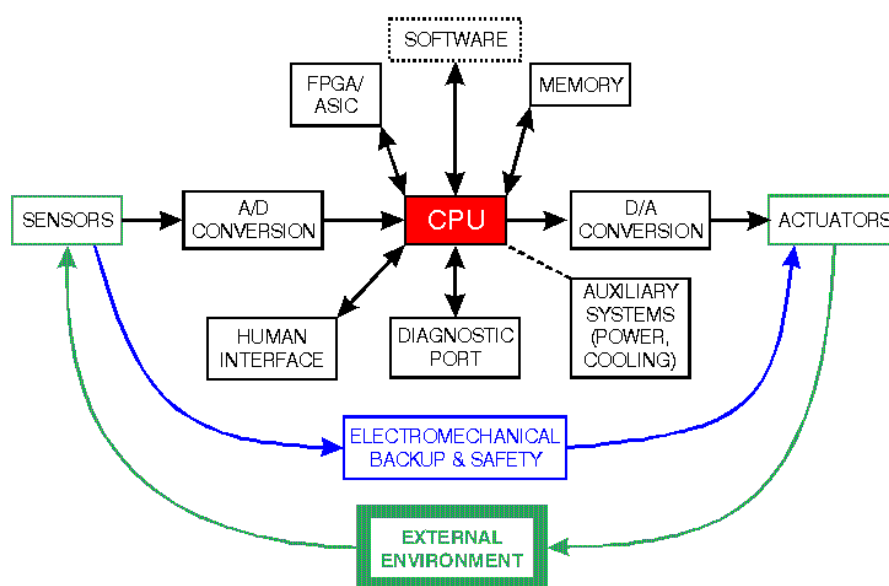 SOFTWARE
FPGA/
ASIC
MEMORY
SENSORS
A/D
CONVERSION
CPU
D/A
CONVERSION
ACTUATORS
HUMAN
INTERFACE
DIAGNOSTIC
PORT
AUXILIARY
SYSTEMS
(POWER,
COOLING)
ELECTROMECHANICAL
BACKUP & SAFETY
EXTERNAL
ENVIRONMENT